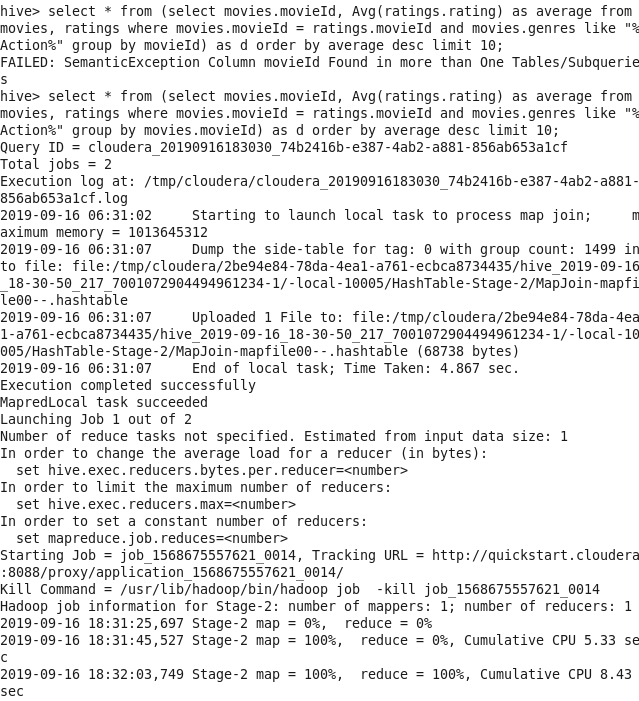 hive> select * from (select movies.movieId, Avg(ratings.rating) as average from
movies, ratings where movies.movieId = ratings.movieId and movies.genres like "%
Action%" group by movieId) as d order by average desc limit 10;
FAILED: SemanticException Column movieId Found in more than One Tables/Subquerie
s
hive> select * from (select movies.movieId, Avg(ratings.rating) as average from
movies, ratings where movies.movieId = ratings.movieId and movies.genres like "%
Action%" group by movies.movieId) as d order by average desc limit 10;
Query ID = cloudera_20190916183030_74b2416b-e387-4ab2-a881-856ab653a1cf
Total jobs = 2
Execution log at: /tmp/cloudera/cloudera_20190916183030_74b2416b-e387-4ab2-a881-
856ab653a1cf.log
2019-09-16 06:31:02     Starting to launch local task to process map join;     m
aximum memory = 1013645312
2019-09-16 06:31:07     Dump the side-table for tag: 0 with group count: 1499 in
to file: file:/tmp/cloudera/2be94e84-78da-4ea1-a761-ecbca8734435/hive_2019-09-16
_18-30-50_217_7001072904494961234-1/-local-10005/HashTable-Stage-2/MapJoin-mapfi
le00--.hashtable
2019-09-16 06:31:07     Uploaded 1 File to: file:/tmp/cloudera/2be94e84-78da-4ea
1-a761-ecbca8734435/hive_2019-09-16_18-30-50_217_7001072904494961234-1/-local-10
005/HashTable-Stage-2/MapJoin-mapfile00--.hashtable (68738 bytes)
2019-09-16 06:31:07     End of local task; Time Taken: 4.867 sec.
Execution completed successfully
MapredLocal task succeeded
Launching Job 1 out of 2
Number of reduce tasks not specified. Estimated from input data size: 1
In order to change the average load for a reducer (in bytes):
  set hive.exec.reducers.bytes.per.reducer=<number>
In order to limit the maximum number of reducers:
  set hive.exec.reducers.max=<number>
In order to set a constant number of reducers:
  set mapreduce.job.reduces=<number>
Starting Job = job_1568675557621_0014, Tracking URL = http://quickstart.cloudera
:8088/proxy/application_1568675557621_0014/
Kill Command = /usr/lib/hadoop/bin/hadoop job  -kill job_1568675557621_0014
Hadoop job information for Stage-2: number of mappers: 1; number of reducers: 1
2019-09-16 18:31:25,697 Stage-2 map = 0%,  reduce = 0%
2019-09-16 18:31:45,527 Stage-2 map = 100%,  reduce = 0%, Cumulative CPU 5.33 se
c
2019-09-16 18:32:03,749 Stage-2 map = 100%,  reduce = 100%, Cumulative CPU 8.43
sec